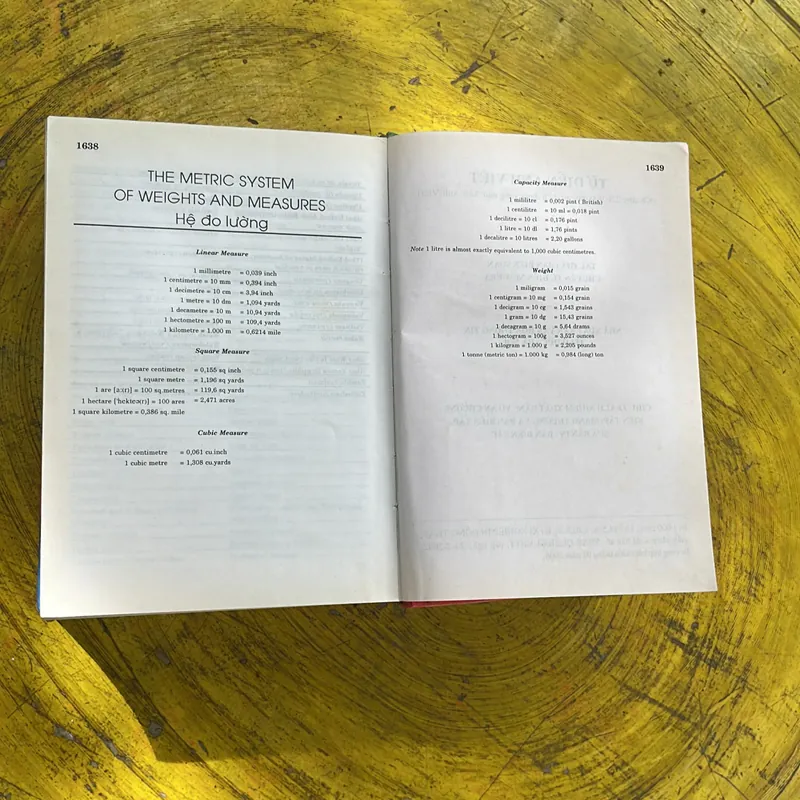 1638
THE METRIC SYSTEM
OF WEIGHTS AND MEASURES
Hệ đo lường
Linear Measure
1 millimetre = 0,039 inch
1 centimetre = 10 mm = 0,394 inch
1 decimetre = 10 cm = 3,94 inch
1 metre = 10 dm = 1,094 yards
1 decametre = 10 m = 10,94 yards
1 hectometre = 100 m = 109,4 yards
1 kilometre = 1.000 m = 0,6214 mile
Square Measure
1 square centimetre = 0,155 sq inch
1 square metre = 1,196 sq yards
1 are [a:(r)] = 100 sq.metres = 119,6 sq yards
1 hectare ['hekteə(r)] = 100 ares = 2,471 acres
1 square kilometre = 0,386 sq. mile
Cubic Measure
1 cubic centimetre = 0,061 cu.inch
1 cubic metre = 1,308 cu.yards
1639
Capacity Measure
1 millilitre = 0,002 pint (British)
1 centilitre = 10 ml = 0,018 pint
1 decilitre = 10 cl = 0,176 pint
1 litre = 10 dl = 1,76 pints
1 decalitre = 10 litres = 2,20 gallons
Note 1 litre is almost exactly equivalent to 1,000 cubic centimetres.
Weight
1 miligram = 0,015 grain
1 centigram = 10 mg = 0,154 grain
1 decigram = 10 cg = 1,543 grains
1 gram = 10 dg = 15,43 grains
1 decagram = 10 g = 5,64 drams
1 hectogram = 100g = 3,527 ounces
1 kilogram = 1.000 g = 2,205 pounds
1 tonne (metric ton) = 1.000 kg = 0,984 (long) ton